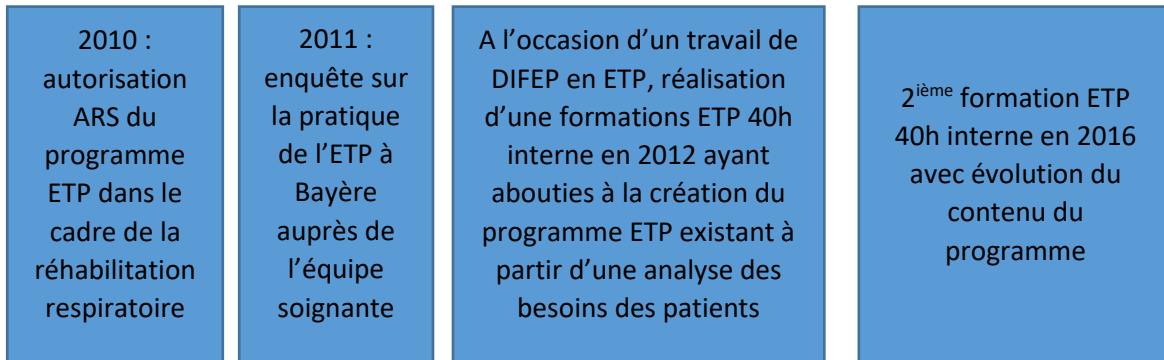 2010 :
autorisation
ARS du
programme
ETP dans le
cadre de la
réhabilitation
respiratoire
2011 :
enquête sur
la pratique
de l’ETP à
Bayère
auprès de
l’équipe
soignante
A l’occasion d’un travail de
DIFEP en ETP, réalisation
d’une formations ETP 40h
interne en 2012 ayant
abouties à la création du
programme ETP existant à
partir d’une analyse des
besoins des patients
2ième formation ETP
40h interne en 2016
avec évolution du
contenu du
programme